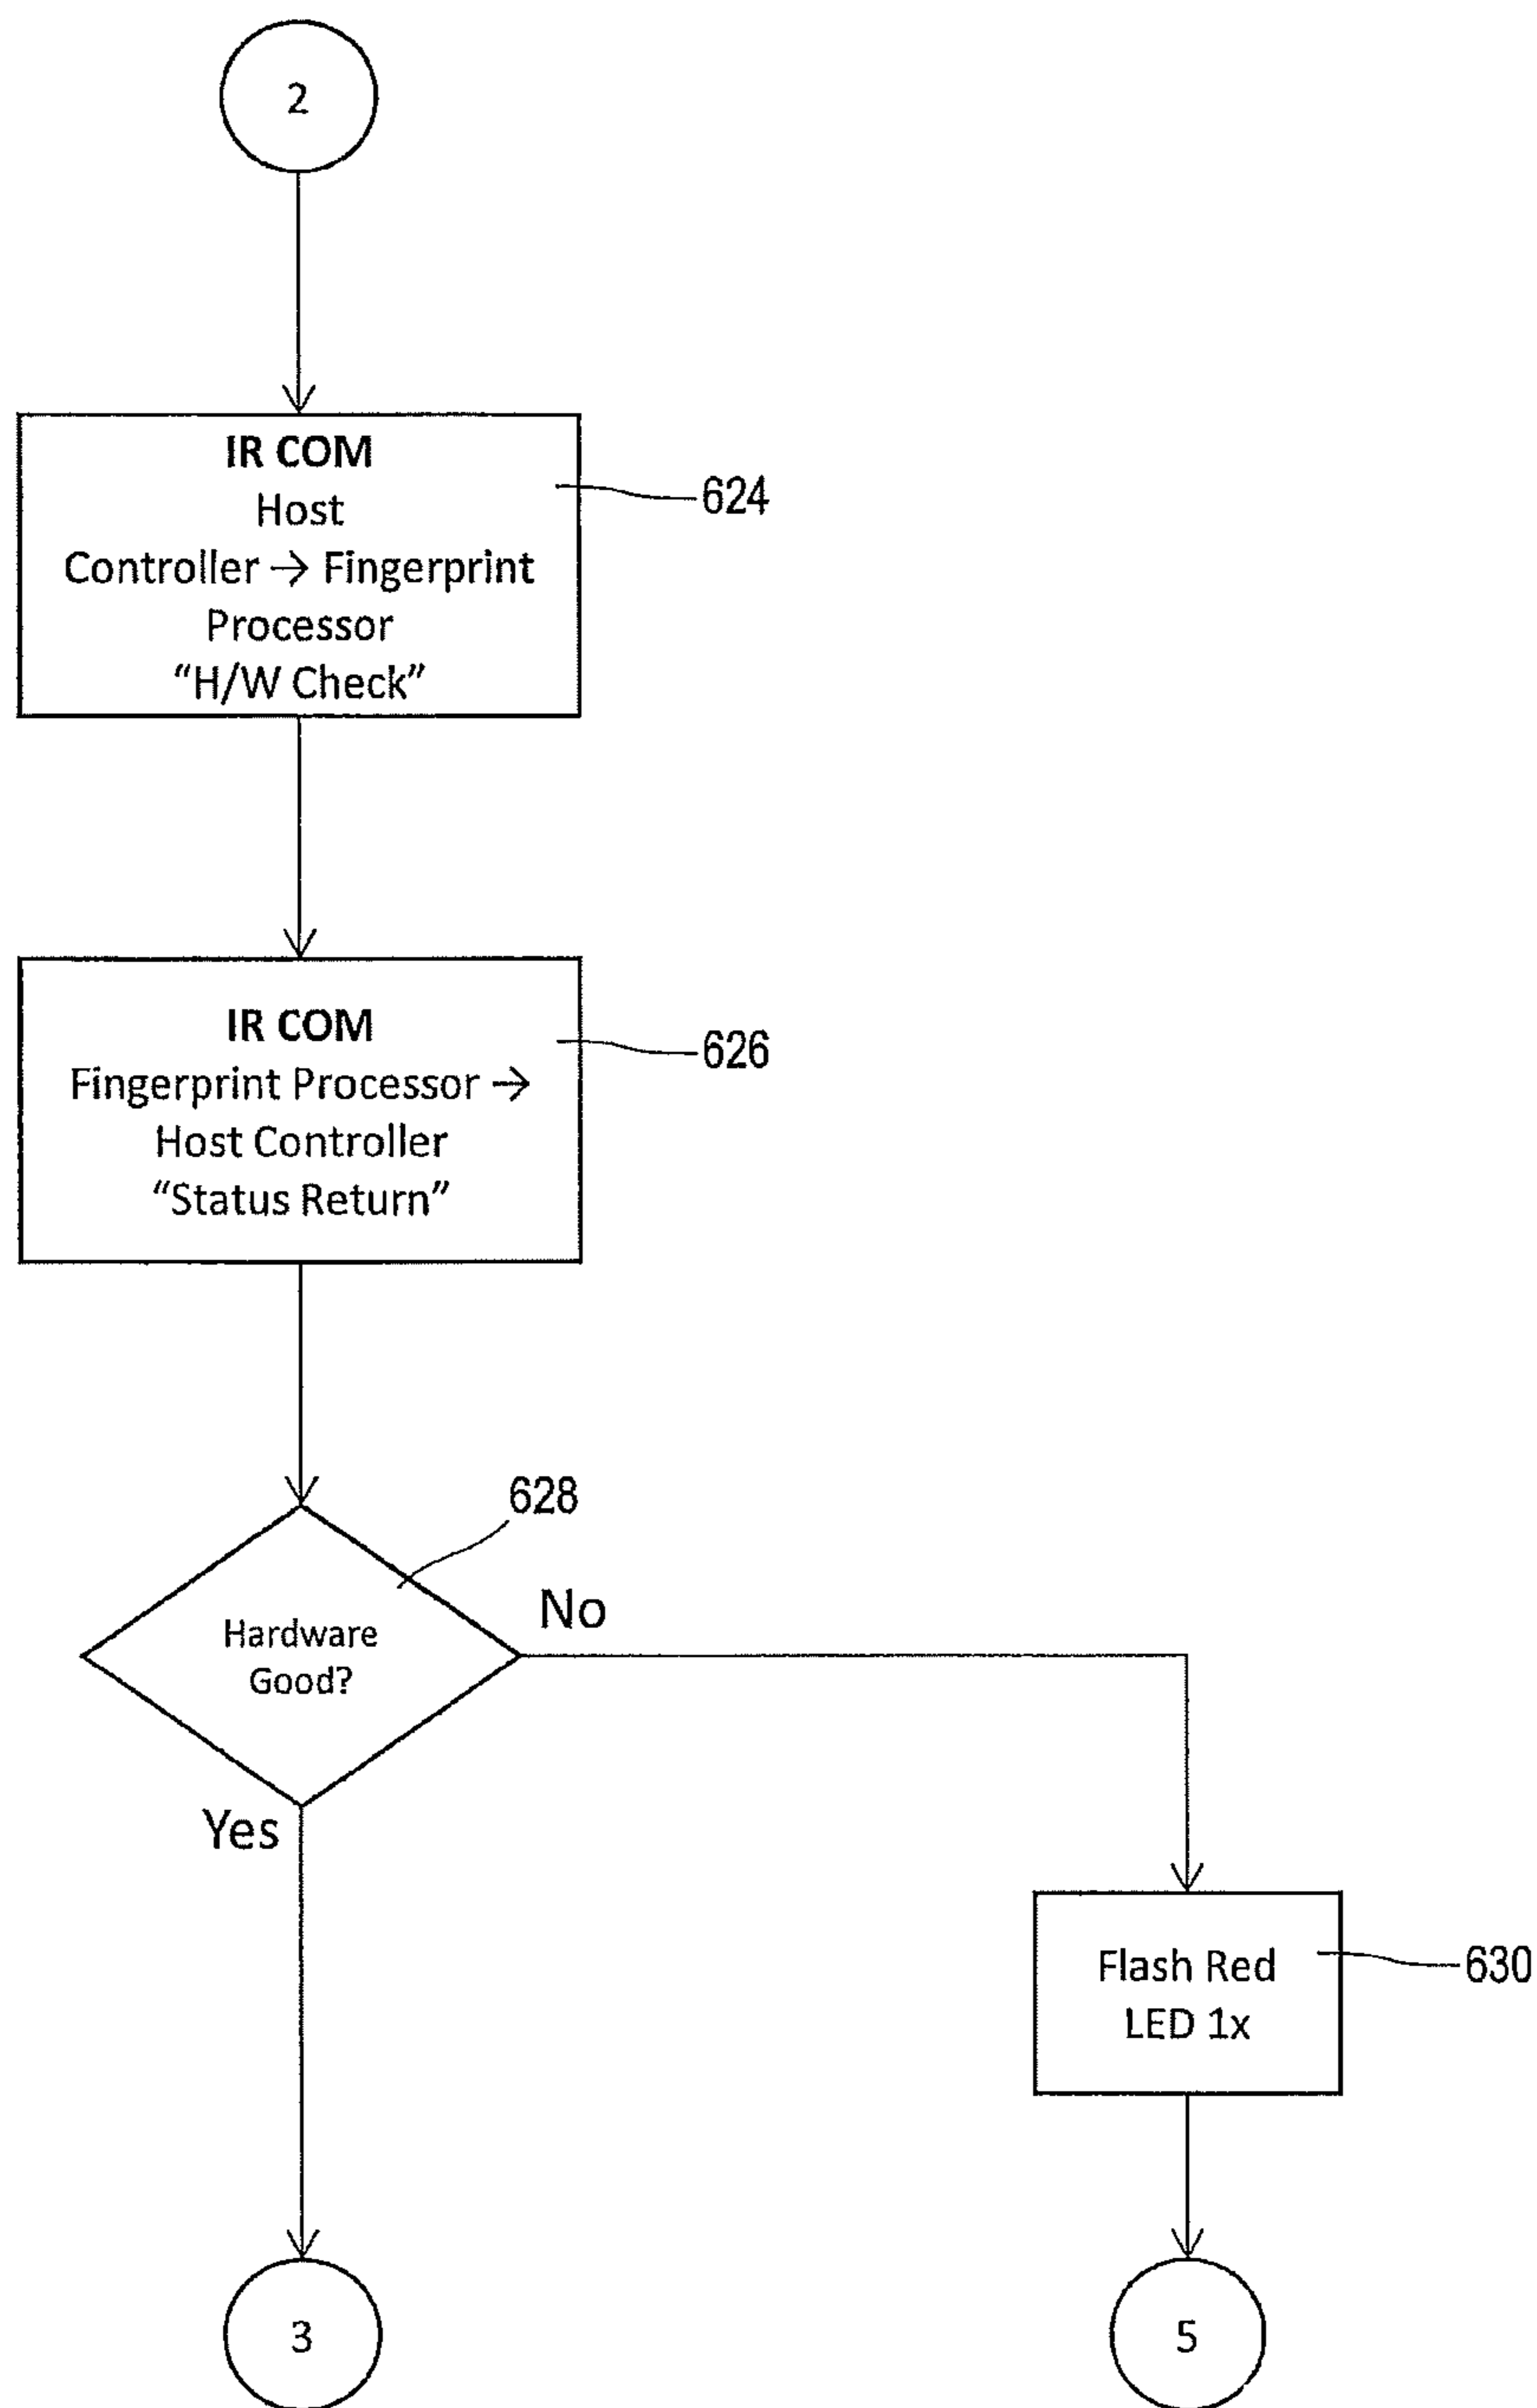 2
IR COM
Host
Controller → Fingerprint
Processor
“H/W Check”
624
IR COM
Fingerprint Processor →
Host Controller
“Status Return”
626
628
Hardware
Good?
No
Yes
Flash Red
LED 1x
630
3
5